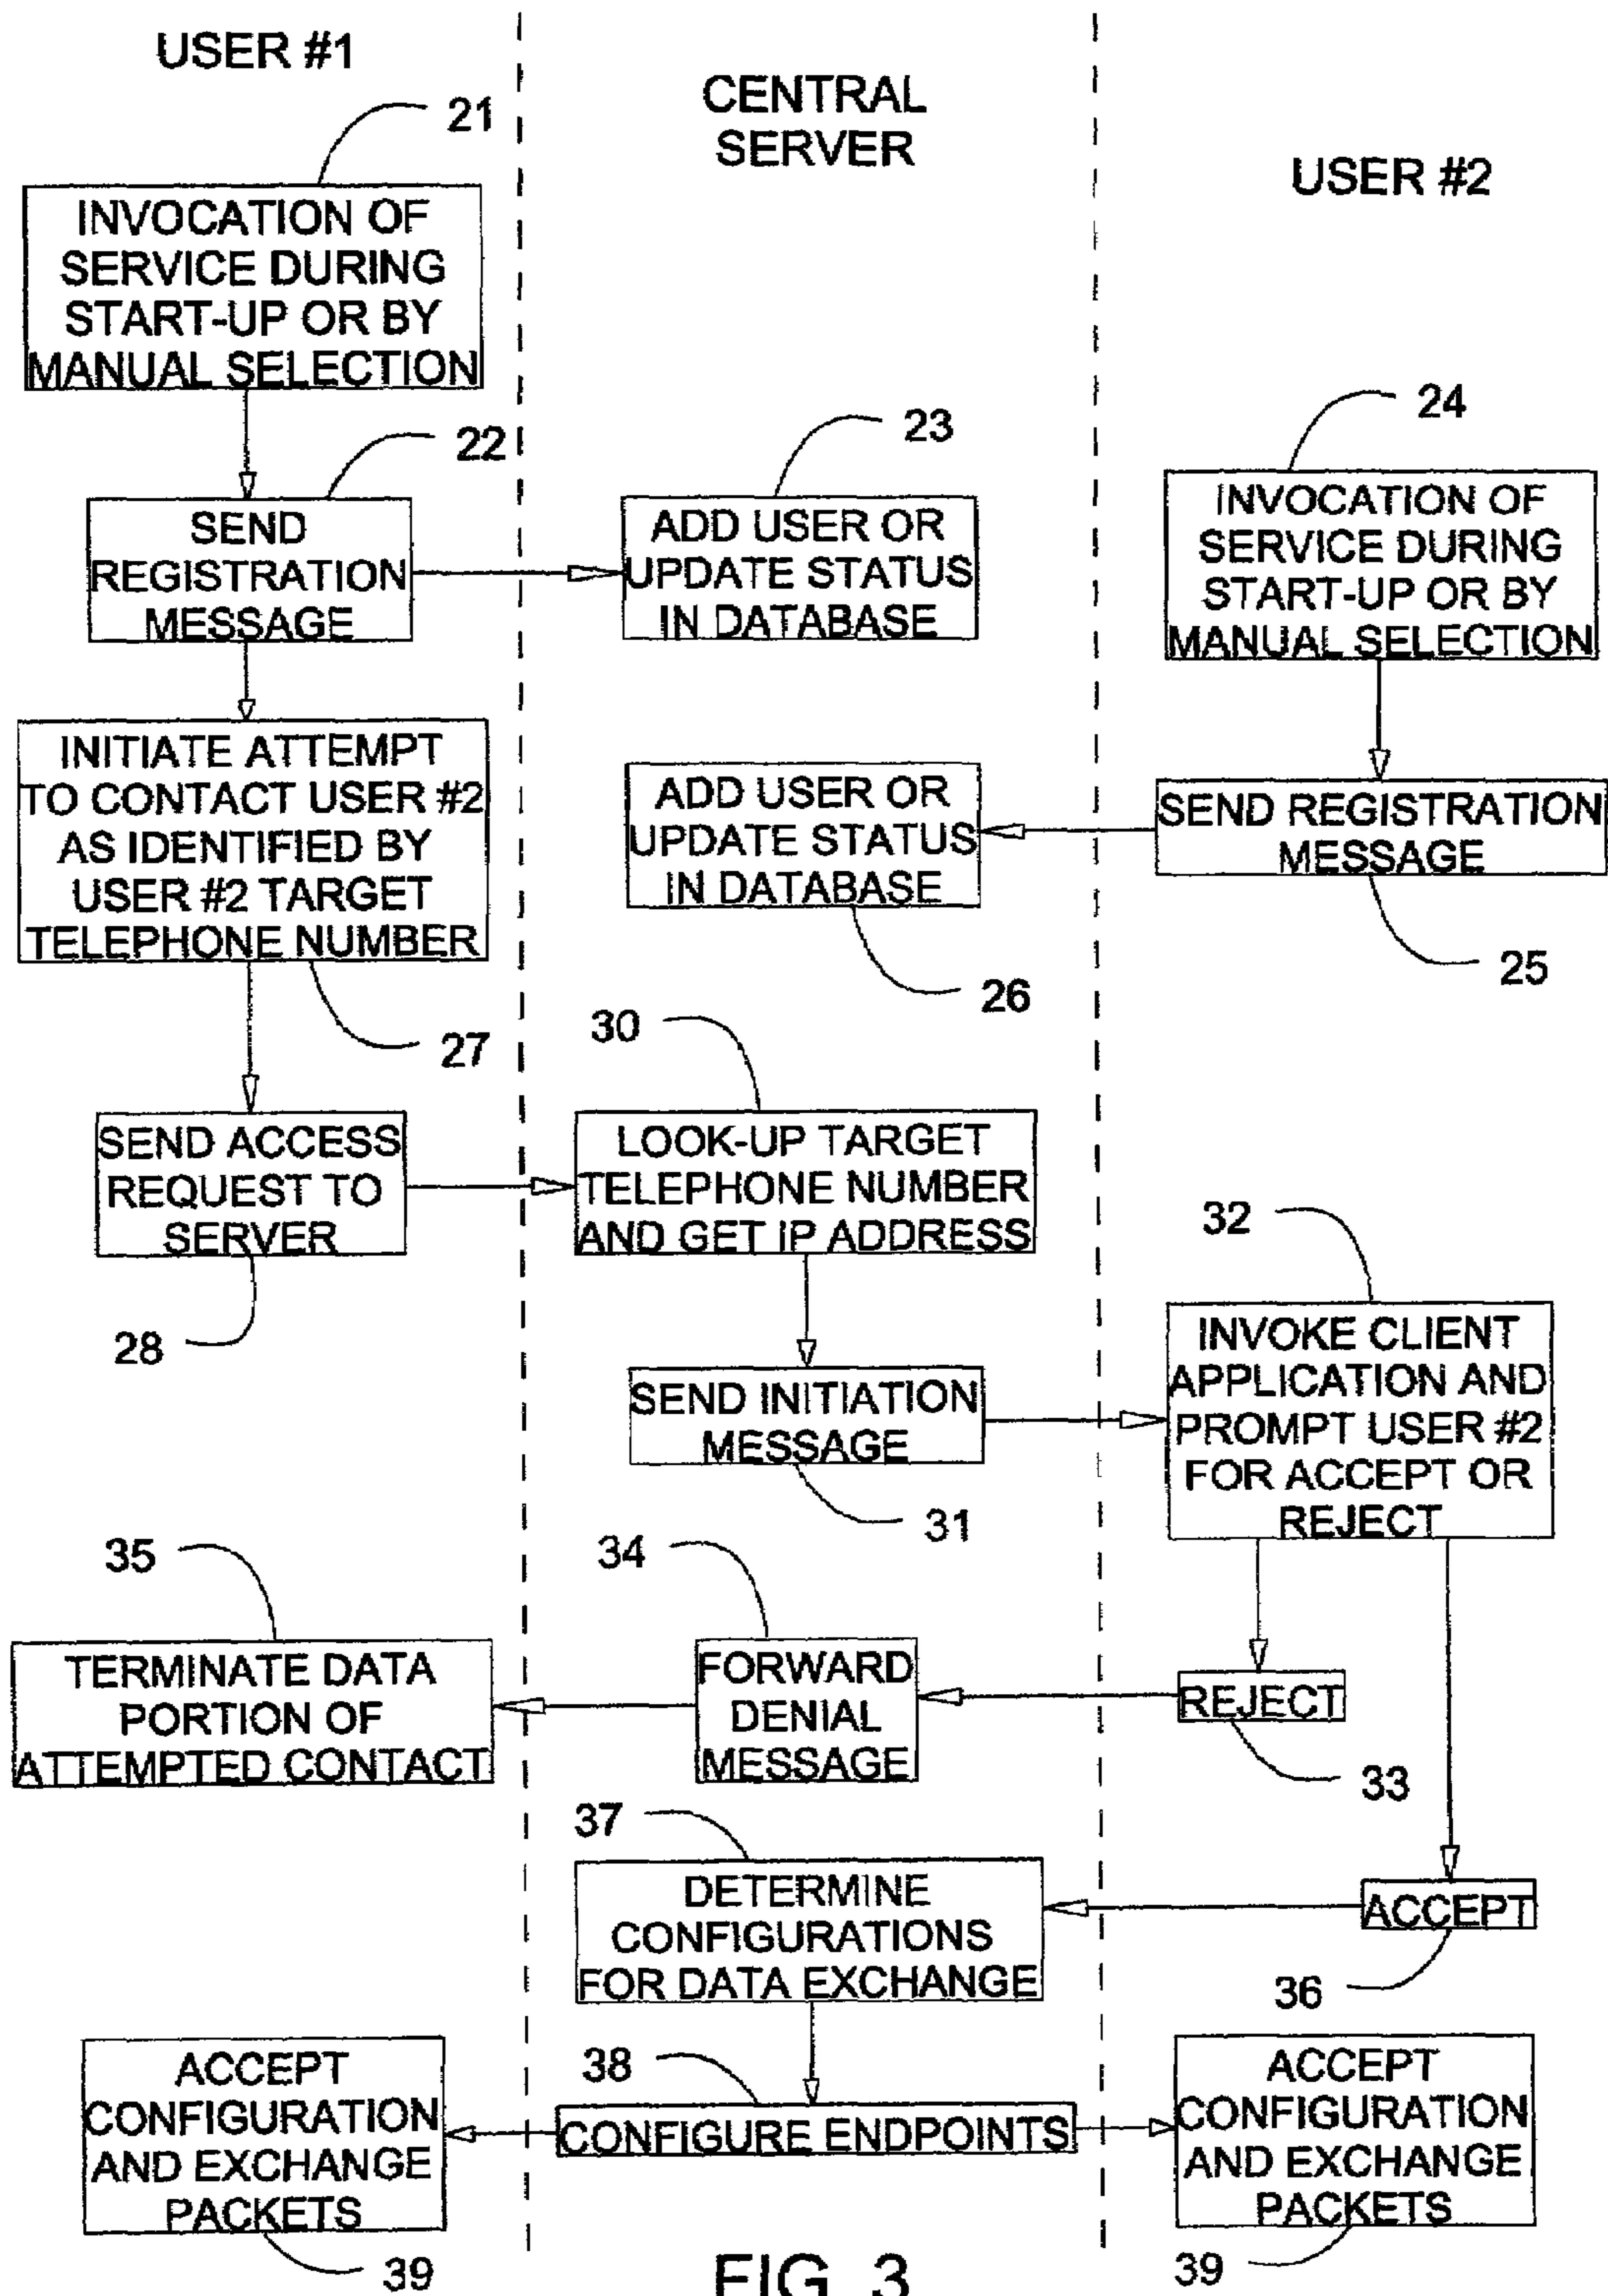 USER #1
CENTRAL
SERVER
USER #2
21
INVOCATION OF
SERVICE DURING
START-UP OR BY
MANUAL SELECTION
22
SEND
REGISTRATION
MESSAGE
23
ADD USER OR
UPDATE STATUS
IN DATABASE
24
INVOCATION OF
SERVICE DURING
START-UP OR BY
MANUAL SELECTION
SEND REGISTRATION
MESSAGE
25
ADD USER OR
UPDATE STATUS
IN DATABASE
26
INITIATE ATTEMPT
TO CONTACT USER #2
AS IDENTIFIED BY
USER #2 TARGET
TELEPHONE NUMBER
27
SEND ACCESS
REQUEST TO
SERVER
28
30
LOOK-UP TARGET
TELEPHONE NUMBER
AND GET IP ADDRESS
SEND INITIATION
MESSAGE
31
32
INVOKE CLIENT
APPLICATION AND
PROMPT USER #2
FOR ACCEPT OR
REJECT
REJECT
33
34
FORWARD
DENIAL
MESSAGE
35
TERMINATE DATA
PORTION OF
ATTEMPTED CONTACT
ACCEPT
36
37
DETERMINE
CONFIGURATIONS
FOR DATA EXCHANGE
38
CONFIGURE ENDPOINTS
ACCEPT
CONFIGURATION
AND EXCHANGE
PACKETS
39
ACCEPT
CONFIGURATION
AND EXCHANGE
PACKETS
39
FIG. 3